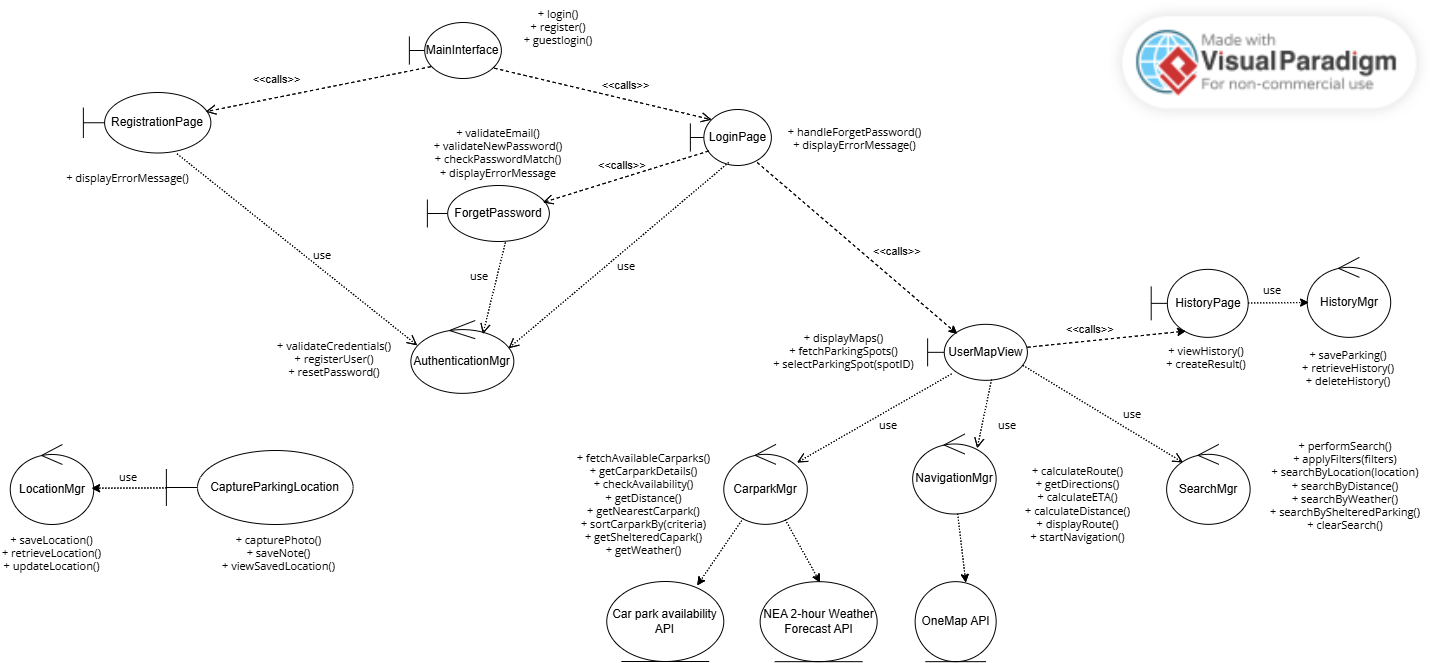 + login()
+ register()
+ guestlogin()
MainInterface
Made with
Visual Paradigm
For non-commercial use
<<calls>>
<<calls>>
RegistrationPage
+ displayErrorMessage()
+ validateEmail()
+ validateNewPassword()
+ checkPasswordMatch()
+ displayErrorMessage
<<calls>>
LoginPage
+ handleForgetPassword()
+ displayErrorMessage()
ForgetPassword
use
use
use
<<calls>>
+ validateCredentials()
+ registerUser()
+ resetPassword()
AuthenticationMgr
+ displayMaps()
+ fetchParkingSpots()
+ selectParkingSpot(spotID)
UserMapView
<<calls>>
HistoryPage
use
HistoryMgr
+ viewHistory()
+ createResult()
+ saveParking()
+ retrieveHistory()
+ deleteHistory()
use
use
use
LocationMgr
use
CaptureParkingLocation
+ saveLocation()
+ retrieveLocation()
+ updateLocation()
+ capturePhoto()
+ saveNote()
+ viewSavedLocation()
+ fetchAvailableCarparks()
+ getCarparkDetails()
+ checkAvailability()
+ getDistance()
+ getNearestCarpark()
+ sortCarparkBy(criteria)
+ getShelteredCapark()
+ getWeather()
CarparkMgr
NavigationMgr
+ calculateRoute()
+ getDirections()
+ calculateETA()
+ calculateDistance()
+ displayRoute()
+ startNavigation()
SearchMgr
+ performSearch()
+ applyFilters(filters)
+ searchByLocation(location)
+ searchByDistance()
+ searchByWeather()
+ searchByShelteredParking()
+ clearSearch()
Car park availability
API
NEA 2-hour Weather
Forecast API
OneMap API